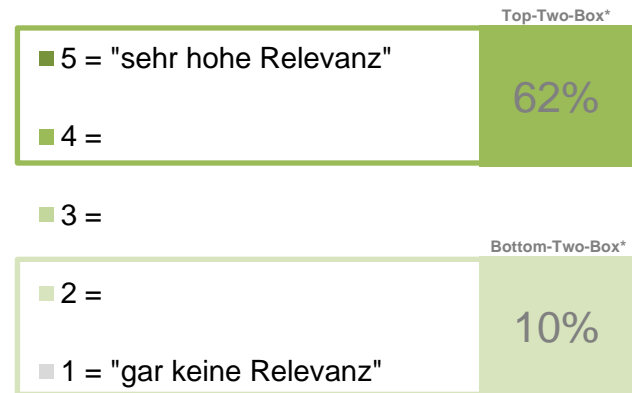 Top-Two-Box*
5 = "sehr hohe Relevanz"
62%
4 =
3 =
Bottom-Two-Box*
2 =
10%
1 = "gar keine Relevanz"